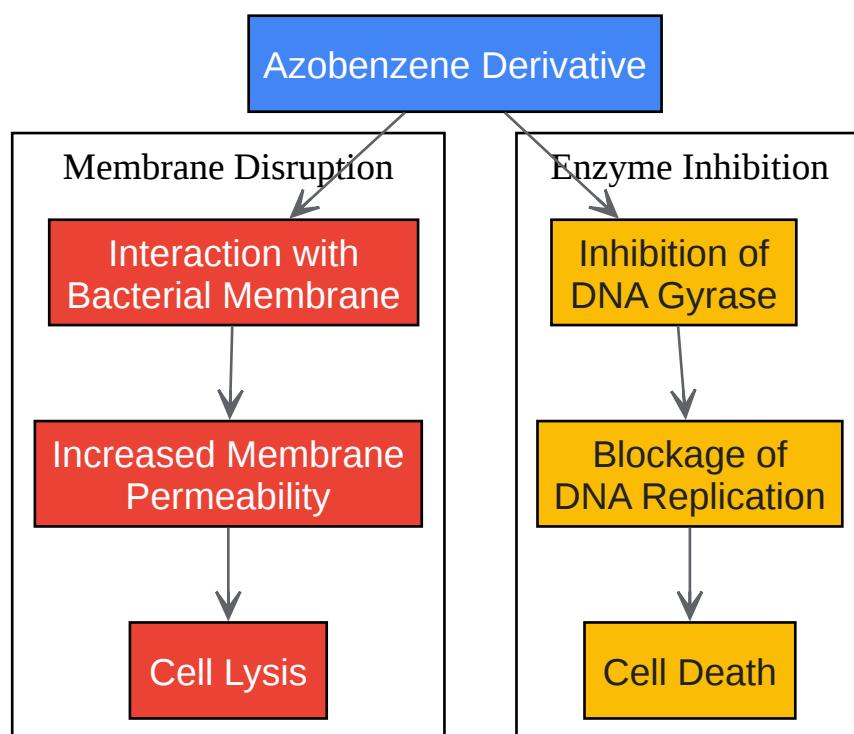 Azobenzene Derivative
Membrane Disruption
Interaction with
Bacterial Membrane
Increased Membrane
Permeability
Cell Lysis
Enzyme Inhibition
Inhibition of
DNA Gyrase
Blockage of
DNA Replication
Cell Death